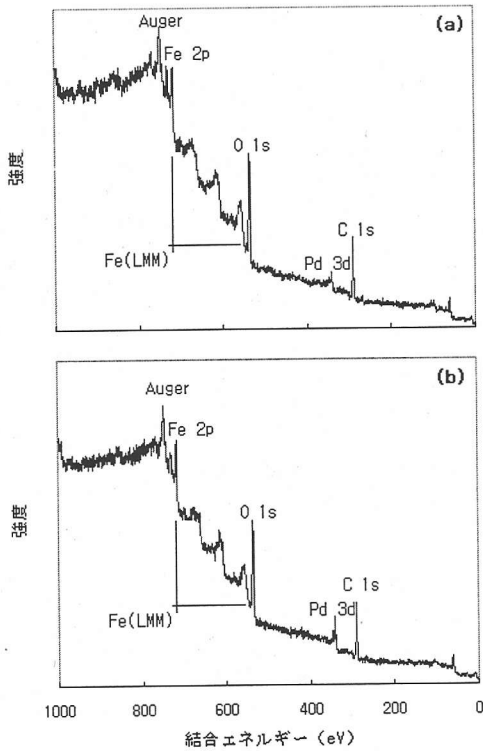 (a)
Auger
Fe 2p
O 1s
C 1s
Pd 3d
Fe(LMM)
強度
(b)
Auger
Fe 2p
O 1s
C 1s
Pd 3d
Fe(LMM)
強度
1000 800 600 400 200 0
結合エネルギー (eV)